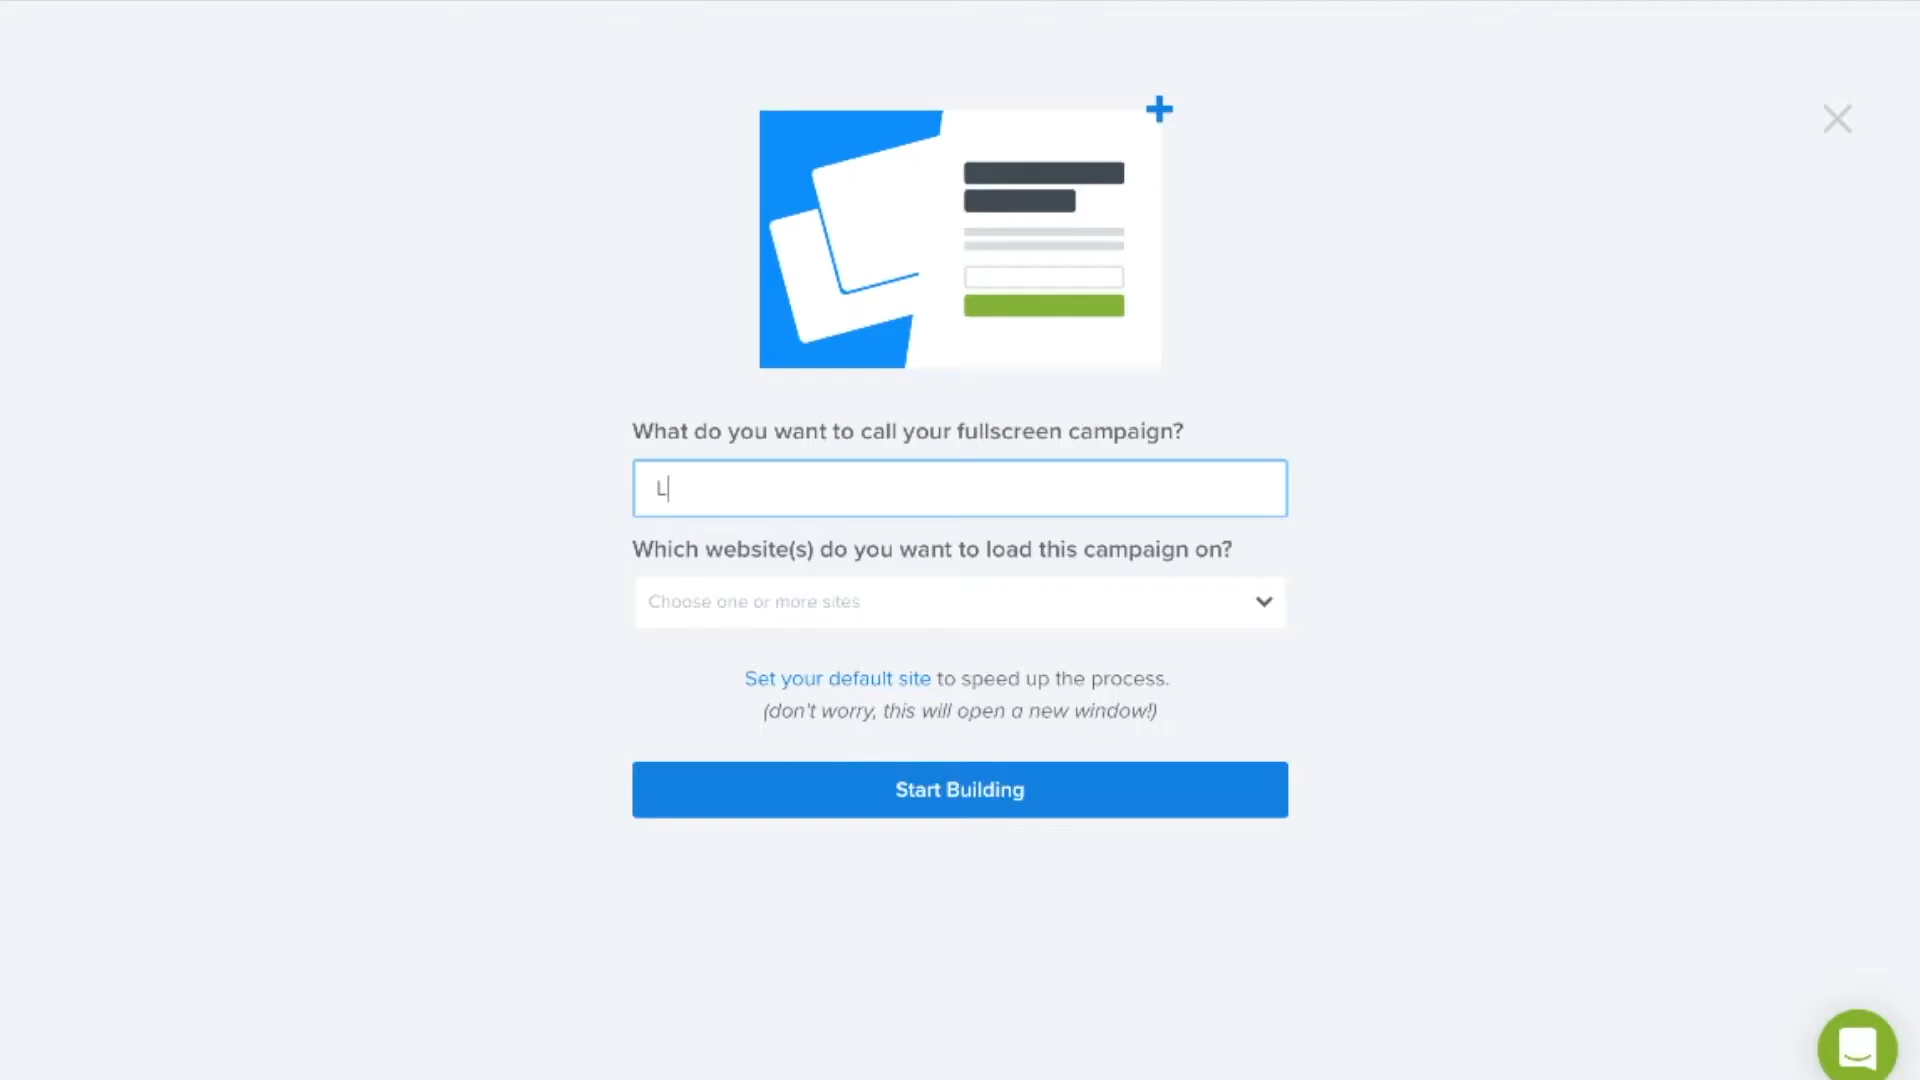 What do you want to call your fullscreen campaign?
L
Which website(s) do you want to load this campaign on?
Choose one or more sites
Set your default site to speed up the process.
(don't worry, this will open a new window!)
Start Building